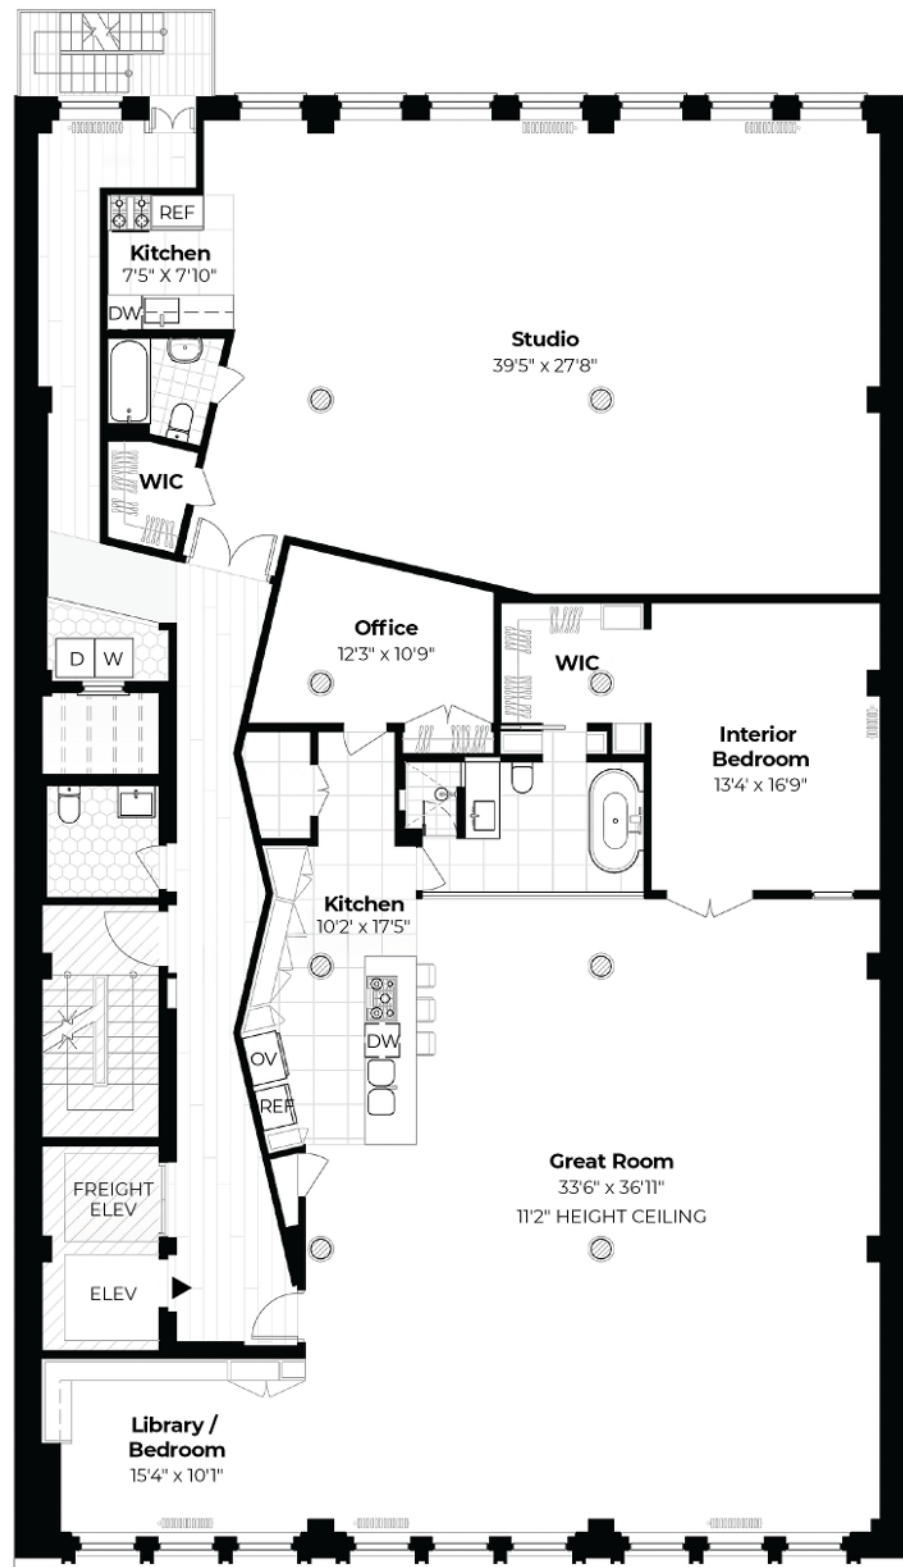 REF
Kitchen
7'5" X 7'10"
DW
Studio
39'5" x 27'8"
WIC
Office
12'3" x 10'9"
D W
WIC
Interior
Bedroom
13'4' x 16'9"
Kitchen
10'2' x 17'5"
DW
OV
REF
Great Room
33'6" x 36'11"
11'2" HEIGHT CEILING
FREIGHT
ELEV
ELEV
Library /
Bedroom
15'4" x 10'1"